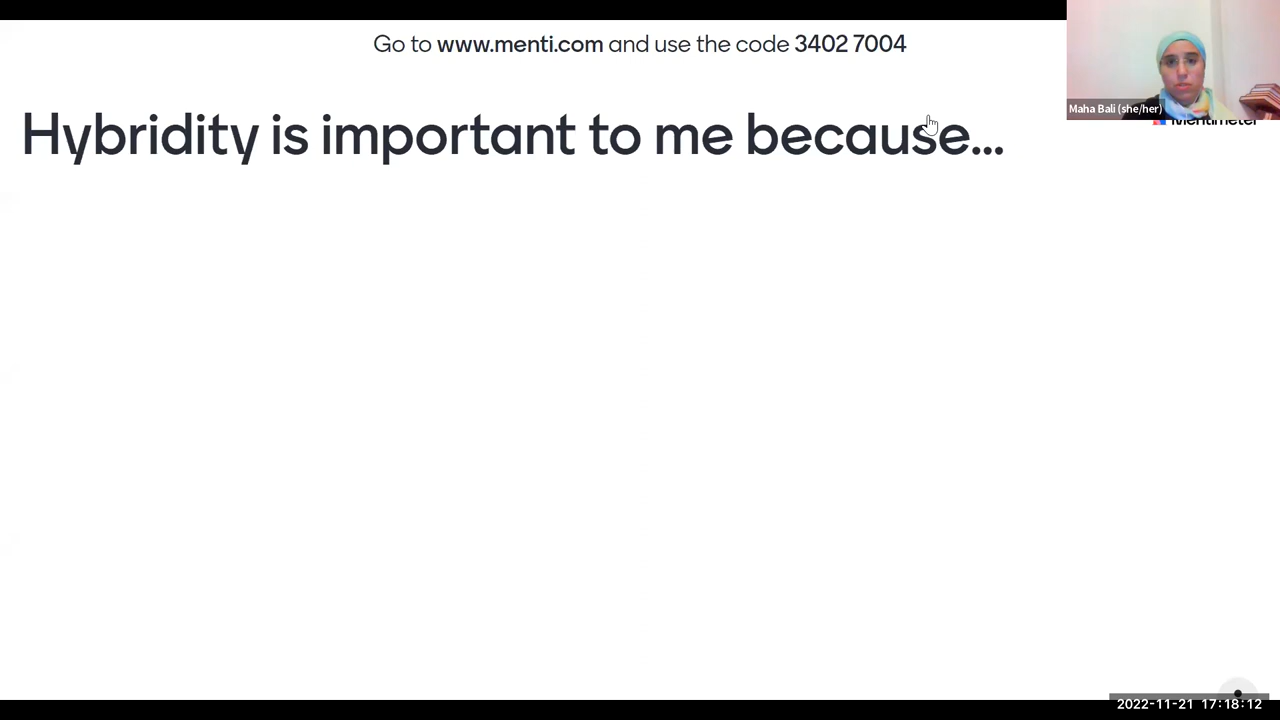 Go to www.menti.com and use the code 3402 7004
Maha Bali (she/her)
Mentimeter
Hybridity is important to me because...
2022-11-21 17:18:12